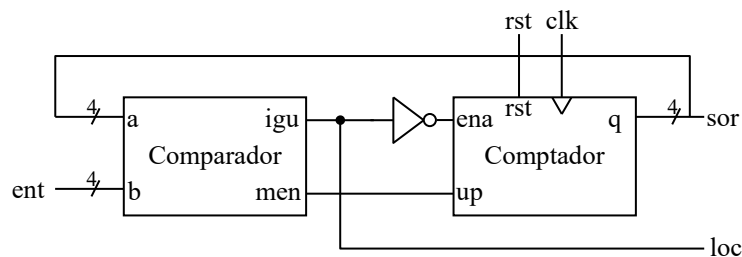 rst clk
4 a igu rst ena q 4 sor
Comparador Comptador
ent 4 b men up
loc